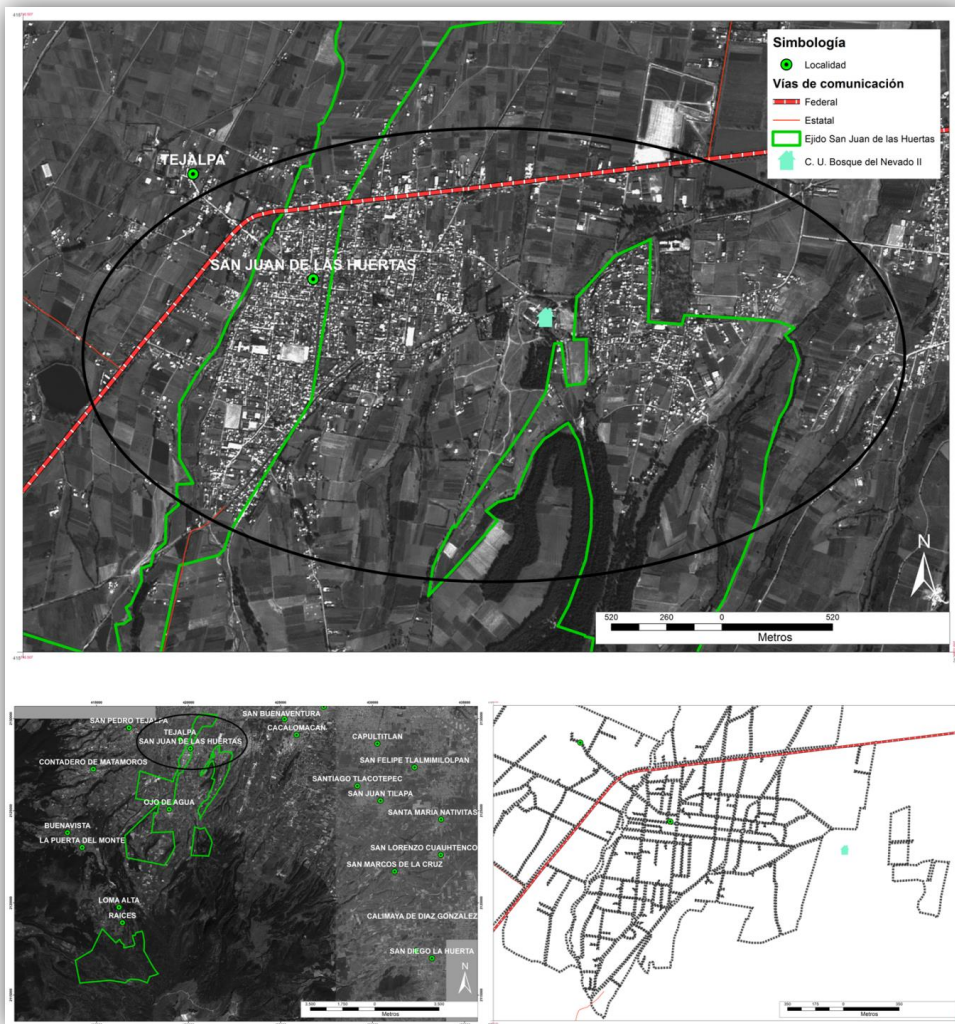 Simbología
Localidad
Vías de comunicación
Federal
Estatal
Ejido San Juan de las Huertas
C. U. Bosque del Nevado II
TEJALPA
SAN JUAN DE LAS HUERTAS
N
520 260 0 520
Metros
SAN BUENAVENTURA
SAN PEDRO TEJALPA
CACALOMACAN
TEJALPA
SAN JUAN DE LAS HUERTAS
CAPULTITLAN
CONTADERO DE MATAMOROS
SAN FELIPE TLALMIMILOLPAN
SANTIAGO TLACOTEPEC
SAN JUAN TILAPA
OJO DE AGUA
SANTA MARIA NATIVITAS
BUENAVISTA
LA PUERTA DEL MONTE
SAN LORENZO CUAUHTENCO
SAN MARCOS DE LA CRUZ
LOMA ALTA
RAICES
CALIMAYA DE DIAZ GONZALEZ
SAN DIEGO LA HUERTA
N
Metros
Metros